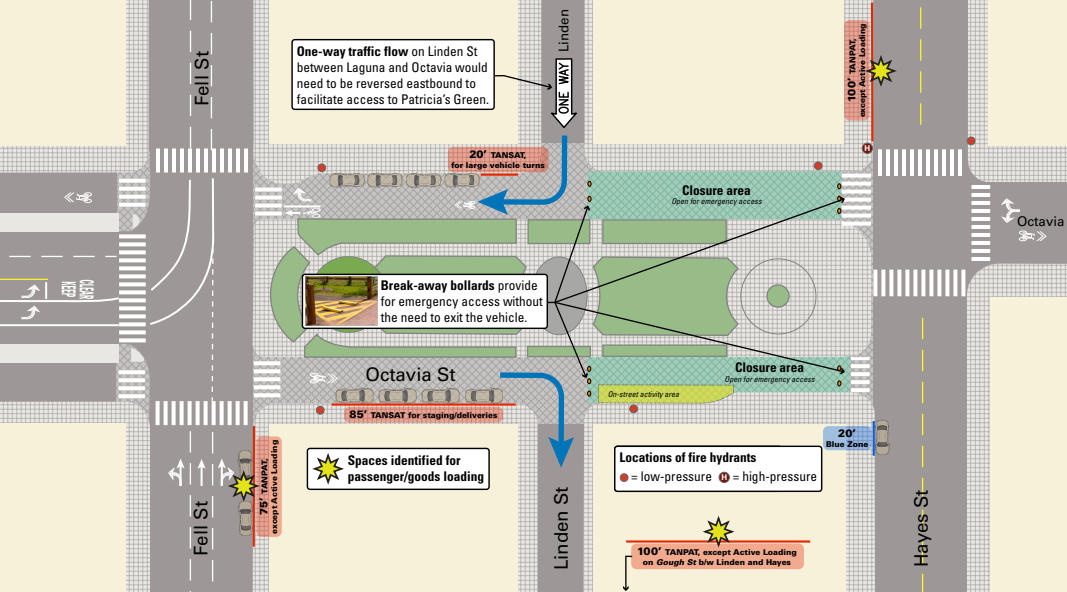 Fell St
Linden
ONE WAY
One-way traffic flow on Linden St
between Laguna and Octavia would
need to be reversed eastbound to
facilitate access to Patricia's Green.
100' TANPAT,
except Active Loading
H
20' TANSAT,
for large vehicle turns
Closure area
Open for emergency access
Octavia
KEEP
CLEAR
Break-away bollards provide
for emergency access without
the need to exit the vehicle.
Octavia St
Closure area
Open for emergency access
On-street activity area
85' TANSAT for staging/deliveries
20'
Blue Zone
Spaces identified for
passenger/goods loading
75' TANPAT,
except Active Loading
Fell St
Linden St
Locations of fire hydrants
= low-pressure H = high-pressure
100' TANPAT, except Active Loading
on Gough St b/w Linden and Hayes
Hayes St